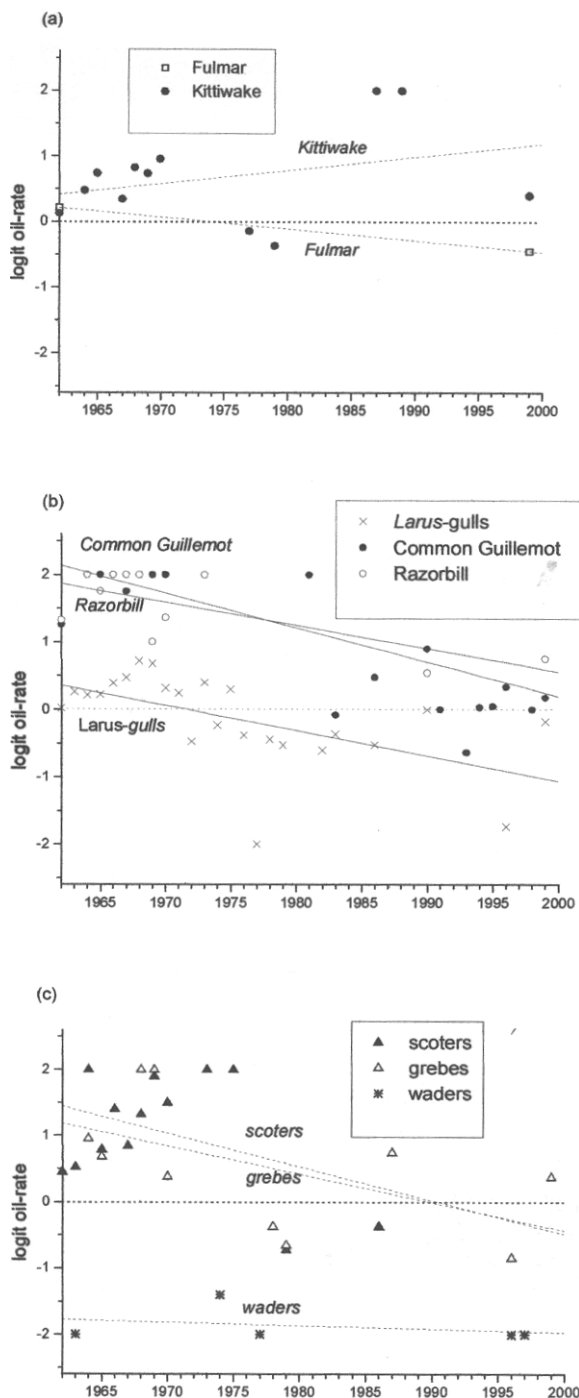 (a)
Fulmar
Kittiwake
2
1
0
-1
-2
logit oil-rate
Kittiwake
Fulmar
1965 1970 1975 1980 1985 1990 1995 2000
(b)
Larus-gulls
Common Guillemot
Razorbill
2
1
0
-1
-2
logit oil-rate
Common Guillemot
Razorbill
Larus-gulls
1965 1970 1975 1980 1985 1990 1995 2000
(c)
scoters
grebes
waders
2
1
0
-1
-2
logit oil-rate
scoters
grebes
waders
1965 1970 1975 1980 1985 1990 1995 2000